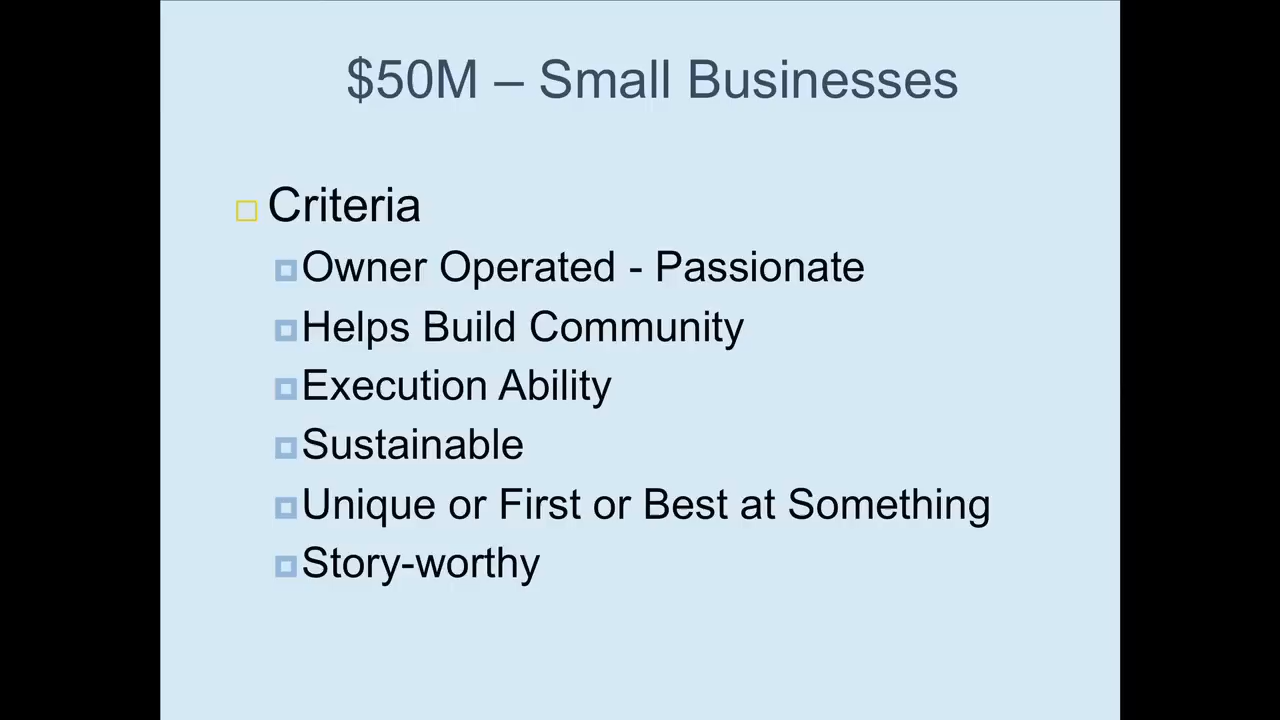 $50M – Small Businesses
Criteria
Owner Operated - Passionate
Helps Build Community
Execution Ability
Sustainable
Unique or First or Best at Something
Story-worthy